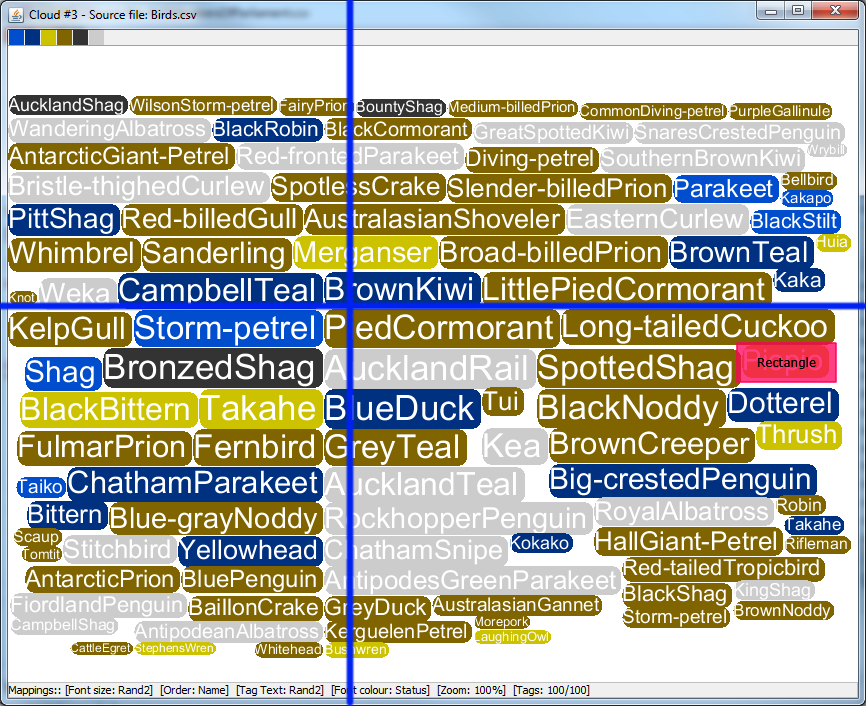 Cloud #3 - Source file: Birds.csv
AucklandShag WilsonStorm-petrel FairyPrion BountyShag Medium-billedPrion CommonDiving-petrel PurpleGallinule
WanderingAlbatross BlackRobin BlackCormorant GreatSpottedKiwi SnaresCrestedPenguin
AntarcticGiant-Petrel Red-frontedParakeet Diving-petrel SouthernBrownKiwi Wrybill
Bristle-thighedCurlew SpotlessCrake Slender-billedPrion Parakeet Bellbird
Kakapo
PittShag Red-billedGull AustralasianShoveler EasternCurlew BlackStilt
Whimbrel Sanderling Merganser Broad-billedPrion BrownTeal Huia
Knot Weka CampbellTeal BrownKiwi LittlePiedCormorant Kaka
KelpGull Storm-petrel PiedCormorant Long-tailedCuckoo
Shag BronzedShag AucklandRail SpottedShag Rectangle
BlackBittern Takahe BlueDuck Tui BlackNoddy Dotterel
FulmarPrion Fernbird GreyTeal Kea BrownCreeper Thrush
Taiko ChathamParakeet AucklandTeal Big-crestedPenguin
Bittern Blue-grayNoddy RockhopperPenguin RoyalAlbatross Robin
Takahe
Scaup
Tomtit Stitchbird Yellowhead ChathamSnipe Kokako HallGiant-Petrel Rifleman
AntarcticPrion BluePenguin AntipodesGreenParakeet Red-tailedTropicbird
FiordlandPenguin BaillonCrake GreyDuck AustralasianGannet BlackShag KingShag
CampbellShag AntipodeanAlbatross KerguelenPetrel Morepork Storm-petrel BrownNoddy
LaughingOwl
CattleEgret StephensWren Whitehead Bushwren
Mappings:: [Font size: Rand2] [Order: Name] [Tag Text: Rand2] [Font colour: Status] [Zoom: 100%] [Tags: 100/100]